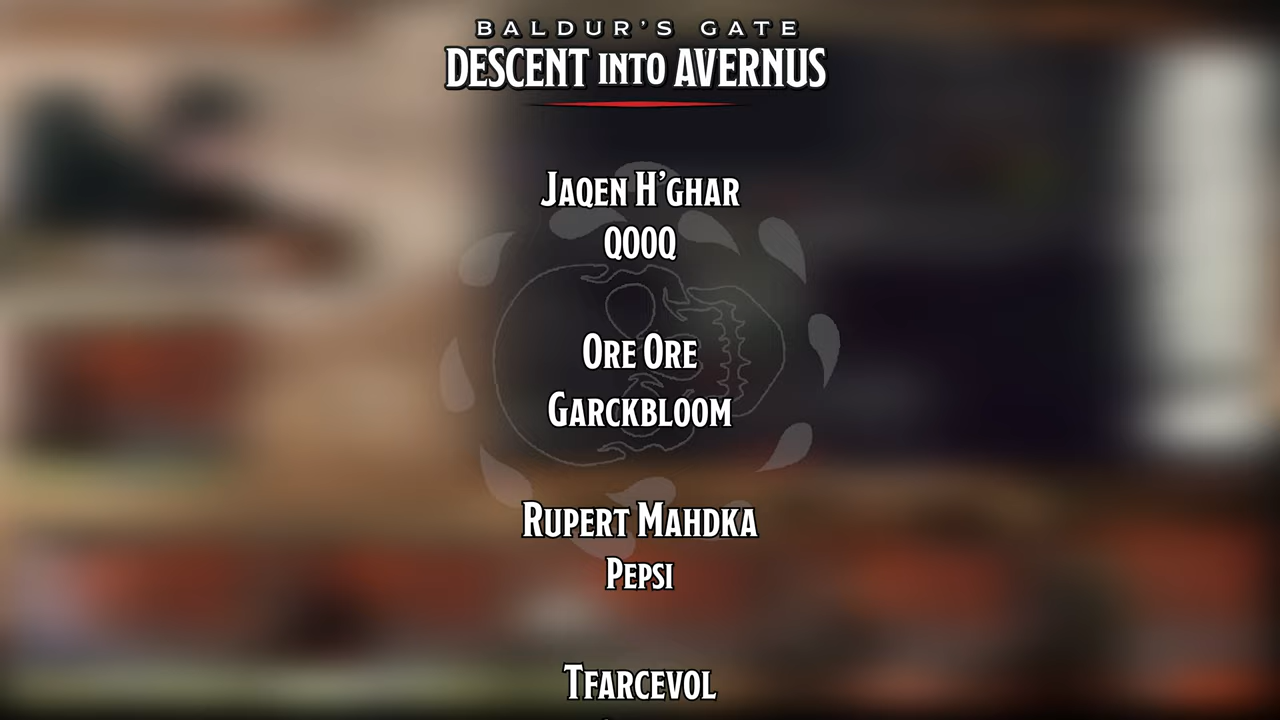 BALDUR'S GATE
DESCENT INTO AVERNUS
JAQEN H'GHAR
QOOQ
ORE ORE
GARCKBLOOM
RUPERT MAHDKA
PEPSI
TFARCEVOL